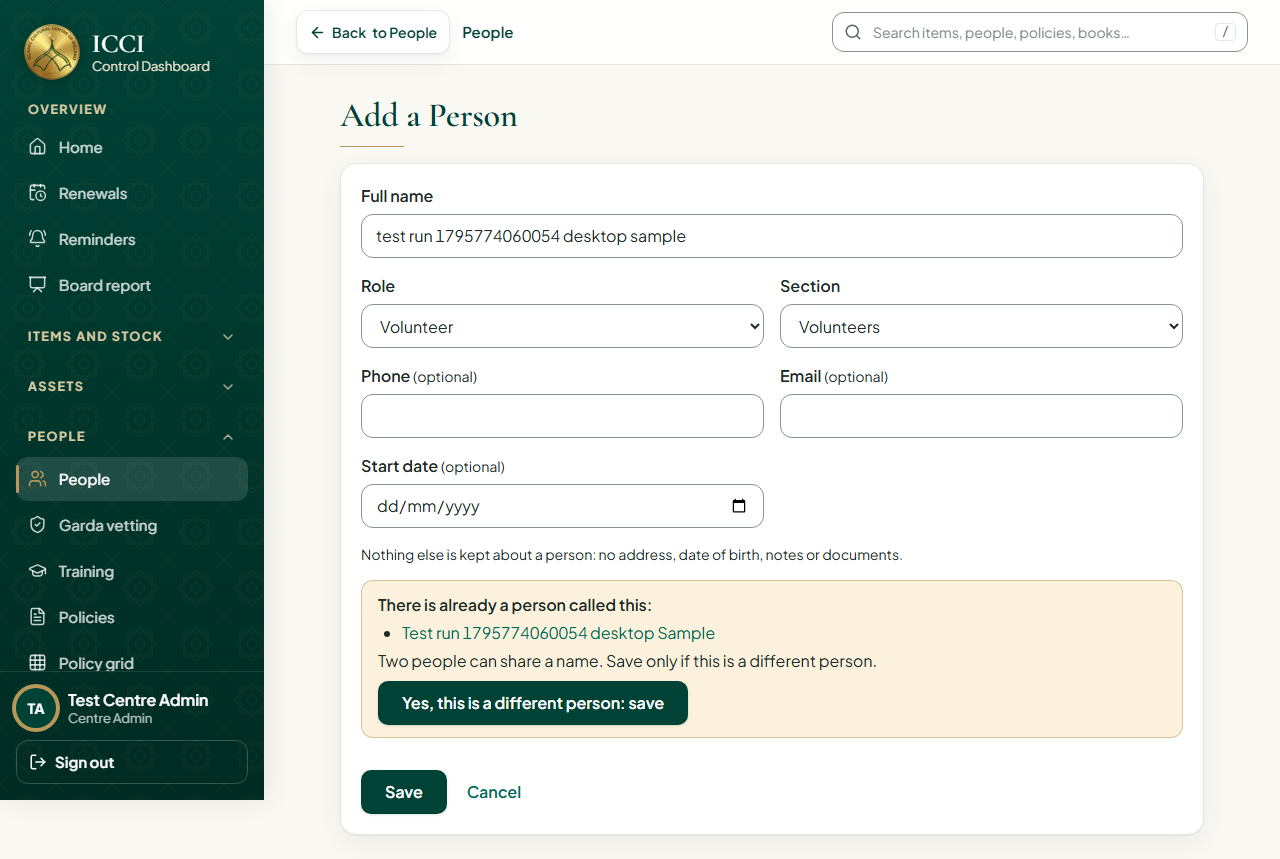 ICCI
Control Dashboard
OVERVIEW
Home
Renewals
Reminders
Board report
ITEMS AND STOCK
ASSETS
PEOPLE
People
Garda vetting
Training
Policies
Policy grid
TA
Test Centre Admin
Centre Admin
Sign out
Back to People
People
Search items, people, policies, books…
/
Add a Person
Full name
test run 1795774060054 desktop sample
Role
Section
Volunteer
Volunteers
Phone (optional)
Email (optional)
Start date (optional)
dd/mm/yyyy
Nothing else is kept about a person: no address, date of birth, notes or documents.
There is already a person called this:
• Test run 1795774060054 desktop Sample
Two people can share a name. Save only if this is a different person.
Yes, this is a different person: save
Save
Cancel